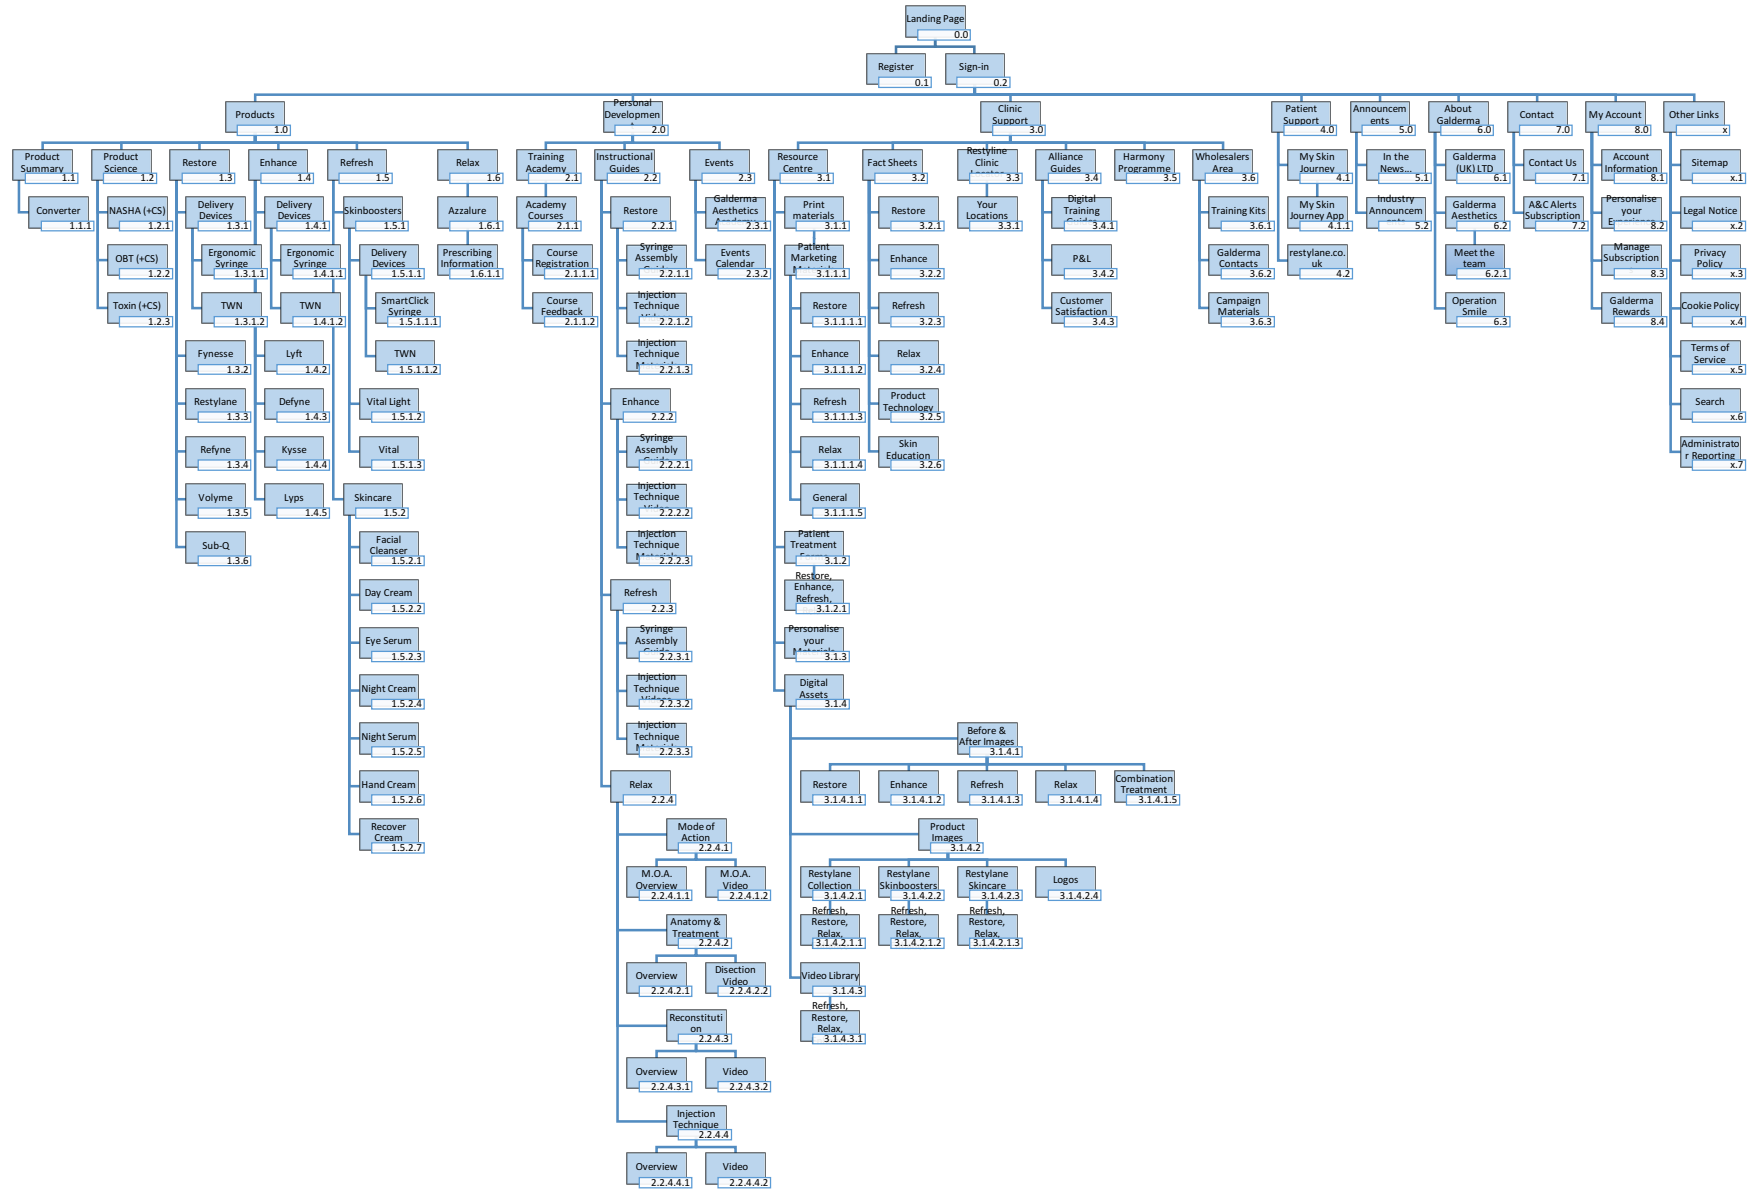 Landing Page
0.0
Register
0.1
Sign-in
0.2
Products
1.0
Product
Summary
1.1
Converter
1.1.1
Product
Science
1.2
NASHA (+CS)
1.2.1
OBT (+CS)
1.2.2
Toxin (+CS)
1.2.3
Restore
1.3
Delivery
Devices
1.3.1
Ergonomic
Syringe
1.3.1.1
TWN
1.3.1.2
Fynesse
1.3.2
Restylane
1.3.3
Refyne
1.3.4
Volyme
1.3.5
Sub-Q
1.3.6
Enhance
1.4
Delivery
Devices
1.4.1
Ergonomic
Syringe
1.4.1.1
TWN
1.4.1.2
Lyft
1.4.2
Defyne
1.4.3
Kysse
1.4.4
Lyps
1.4.5
Refresh
1.5
Skinboosters
1.5.1
Delivery
Devices
1.5.1.1
SmartClick
Syringe
1.5.1.1.1
TWN
1.5.1.1.2
Vital Light
1.5.1.2
Vital
1.5.1.3
Skincare
1.5.2
Facial
Cleanser
1.5.2.1
Day Cream
1.5.2.2
Eye Serum
1.5.2.3
Night Cream
1.5.2.4
Night Serum
1.5.2.5
Hand Cream
1.5.2.6
Recover
Cream
1.5.2.7
Relax
1.6
Azzalure
1.6.1
Prescribing
Information
1.6.1.1
Personal
Developmen
2.0
Training
Academy
2.1
Academy
Courses
2.1.1
Course
Registration
2.1.1.1
Course
Feedback
2.1.1.2
Instructional
Guides
2.2
Restore
2.2.1
Syringe
Assembly
Guide
2.2.1.1
Injection
Technique
2.2.1.2
Injection
Technique
2.2.1.3
Enhance
2.2.2
Syringe
Assembly
Guide
2.2.2.1
Injection
Technique
2.2.2.2
Injection
Technique
2.2.2.3
Refresh
2.2.3
Syringe
Assembly
Guide
2.2.3.1
Injection
Technique
Videos
2.2.3.2
Injection
Technique
2.2.3.3
Relax
2.2.4
Mode of
Action
2.2.4.1
M.O.A.
Overview
2.2.4.1.1
M.O.A.
Video
2.2.4.1.2
Anatomy &
Treatment
2.2.4.2
Overview
2.2.4.2.1
Disection
Video
2.2.4.2.2
Reconstituti
on
2.2.4.3
Overview
2.2.4.3.1
Video
2.2.4.3.2
Injection
Technique
2.2.4.4
Overview
2.2.4.4.1
Video
2.2.4.4.2
Events
2.3
Galderma
Aesthetics
2.3.1
Events
Calendar
2.3.2
Clinic
Support
3.0
Resource
Centre
3.1
Print
materials
3.1.1
Patient
Marketing
3.1.1.1
Restore
3.1.1.1.1
Enhance
3.1.1.1.2
Refresh
3.1.1.1.3
Relax
3.1.1.1.4
General
3.1.1.1.5
Patient
Treatment
3.1.2
Restore,
Enhance,
Refresh,
3.1.2.1
Personalise
your
Materials
3.1.3
Digital
Assets
3.1.4
Before &
After Images
3.1.4.1
Restore
3.1.4.1.1
Enhance
3.1.4.1.2
Refresh
3.1.4.1.3
Relax
3.1.4.1.4
Combination
Treatment
3.1.4.1.5
Product
Images
3.1.4.2
Restylane
Collection
3.1.4.2.1
Refresh,
Restore,
Relax,
3.1.4.2.1.1
Restylane
Skinboosters
3.1.4.2.2
Refresh,
Restore,
Relax,
3.1.4.2.1.2
Restylane
Skincare
3.1.4.2.3
Refresh,
Restore,
Relax,
3.1.4.2.1.3
Logos
3.1.4.2.4
Video Library
3.1.4.3
Refresh,
Restore,
Relax,
3.1.4.3.1
Fact Sheets
3.2
Restore
3.2.1
Enhance
3.2.2
Refresh
3.2.3
Relax
3.2.4
Product
Technology
3.2.5
Skin
Education
3.2.6
Restyline
Clinic
Locator
3.3
Your
Locations
3.3.1
Alliance
Guides
3.4
Digital
Training
3.4.1
P&L
3.4.2
Customer
Satisfaction
3.4.3
Harmony
Programme
3.5
Wholesalers
Area
3.6
Training Kits
3.6.1
Galderma
Contacts
3.6.2
Campaign
Materials
3.6.3
Patient
Support
4.0
My Skin
Journey
4.1
My Skin
Journey App
4.1.1
restylane.co.
uk
4.2
Announcem
ents
5.0
In the
News...
5.1
Industry
Announcem
ents
5.2
About
Galderma
6.0
Galderma
(UK) LTD
6.1
Galderma
Aesthetics
6.2
Meet the
team
6.2.1
Operation
Smile
6.3
Contact
7.0
Contact Us
7.1
A&C Alerts
Subscription
7.2
My Account
8.0
Account
Information
8.1
Personalise
your
Experience
8.2
Manage
Subscription
8.3
Galderma
Rewards
8.4
Other Links
x
Sitemap
x.1
Legal Notice
x.2
Privacy
Policy
x.3
Cookie Policy
x.4
Terms of
Service
x.5
Search
x.6
Administrato
r Reporting
x.7